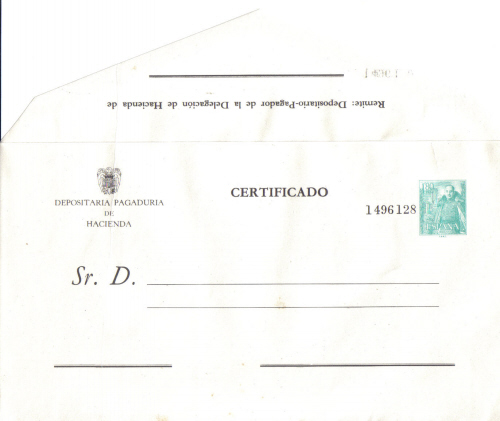 Remite: Depositario-Pagador de la Delegación de Hacienda de
DEPOSITARIA PAGADURIA
DE
HACIENDA
CERTIFICADO
1496128
ESPAÑA
Sr. D.